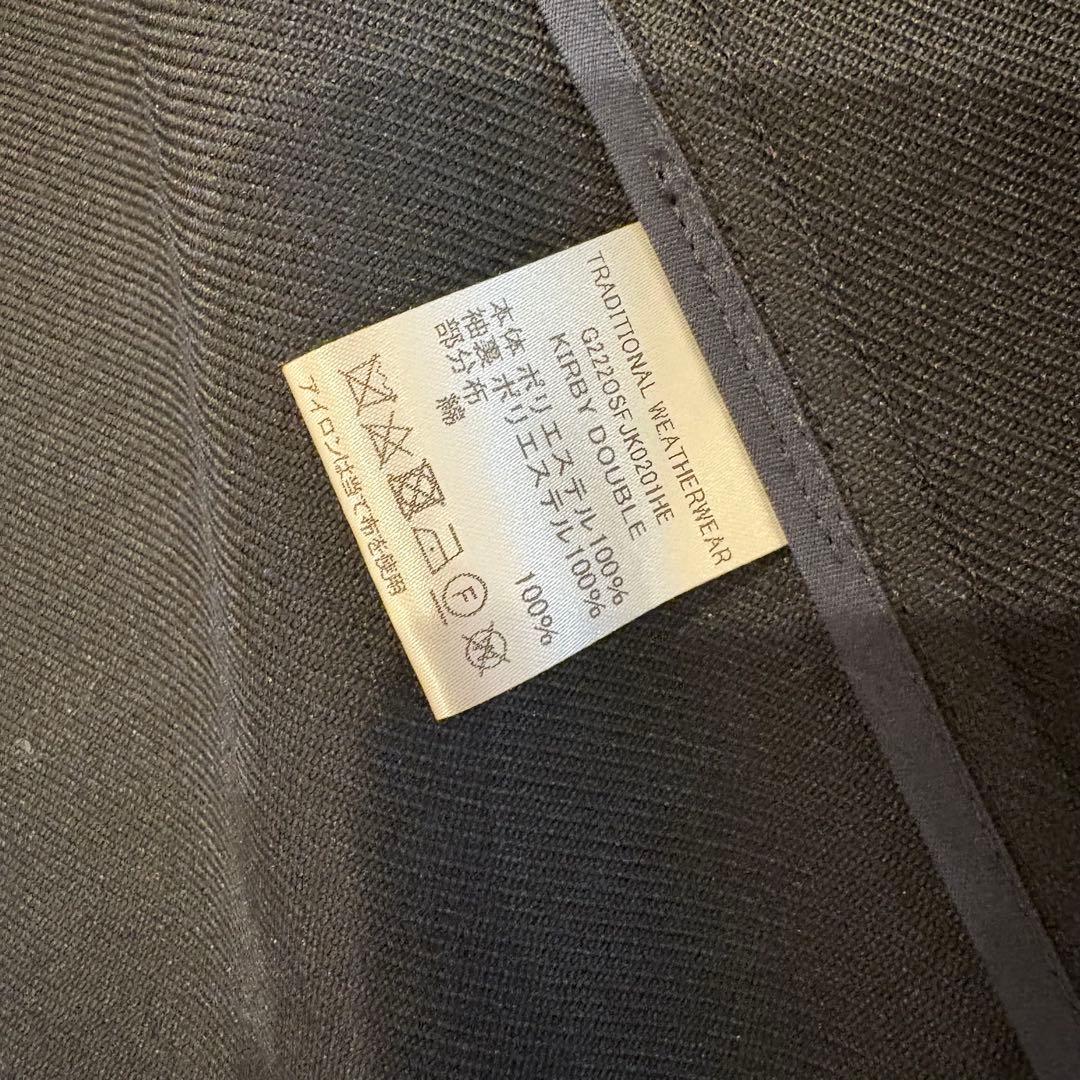 TRADITIONAL WEATHERWEAR
G222OSFJK0201HE
KIRBY DOUBLE
本体 ポリエステル100%
袖裏 ポリエステル100%
部分布 綿 100%
F
アイロンは当て布を使用